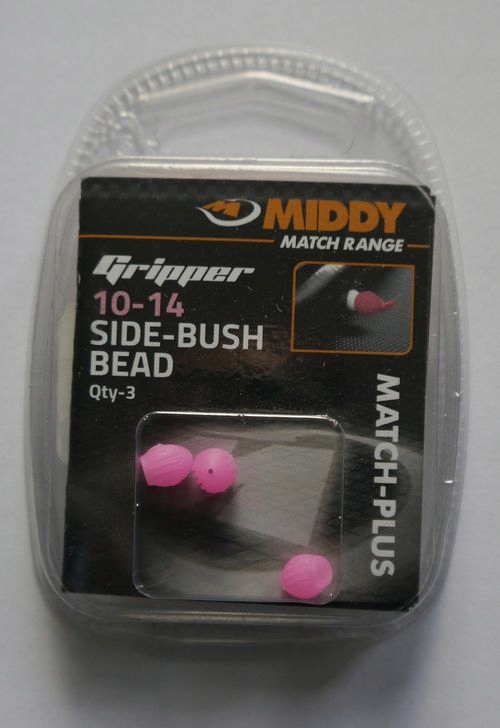 MIDDY
MATCH RANGE
Gripper
10-14
SIDE-BUSH
BEAD
Qty-3
MATCH-PLUS